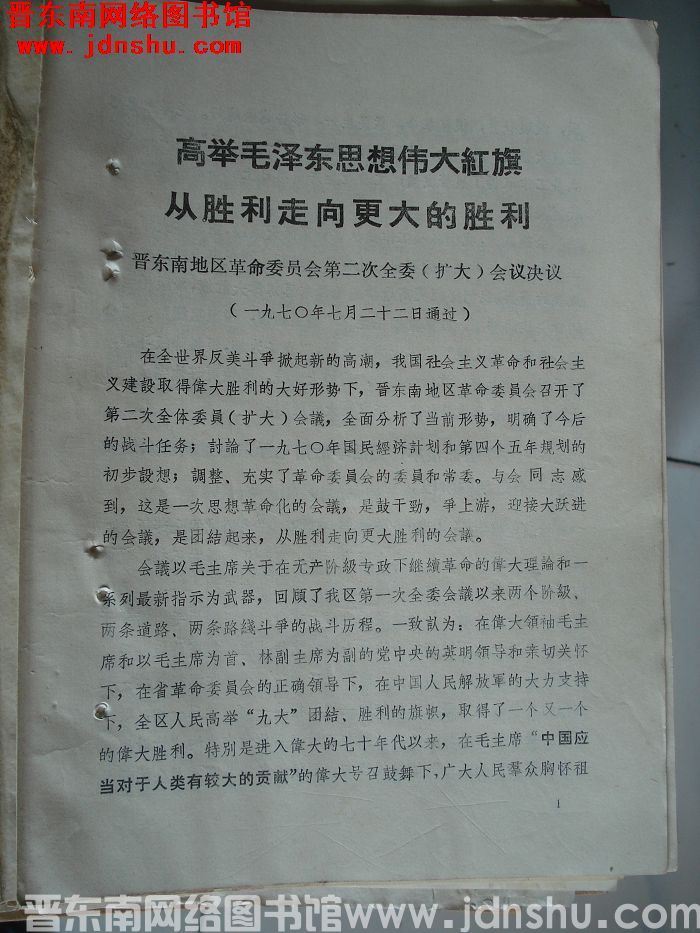 晋东南网络图书馆
www.jdnshu.com
高举毛泽东思想伟大紅旗
从胜利走向更大的胜利
晋东南地区革命委员会第二次全委(扩大)会议决议
(一九七〇年七月二十二日通过)
在全世界反美斗爭掀起新的高潮，我国社会主义革命和社会主
义建設取得偉大胜利的大好形势下，晋东南地区革命委員会召开了
第二次全体委員(扩大)会議，全面分析了当前形势，明确了今后
的战斗任务；討論了一九七〇年国民經济計划和第四个五年規划的
初步設想；調整、充实了革命委員会的委員和常委。与会同志感
到，这是一次思想革命化的会議，是鼓干劲，爭上游，迎接大跃进
的会議，是团結起来，从胜利走向更大胜利的会議。
会議以毛主席关于在无产阶級专政下継續革命的偉大理論和一
系列最新指示为武器，回顾了我区第一次全委会議以来两个阶級、
两条道路、两条路綫斗爭的战斗历程。一致认为：在偉大領袖毛主
席和以毛主席为首、林副主席为副的党中央的英明領导和亲切关怀
下，在省革命委員会的正确領导下，在中国人民解放軍的大力支持
下，全区人民高举“九大”团結、胜利的旗帜，取得了一个又一个
的偉大胜利。特別是进入偉大的七十年代以来，在毛主席“中国应
当对于人类有较大的贡献”的偉大号召鼓舞下，广大人民羣众胸怀祖
1
晋东南网络图书馆www.jdnshu.com